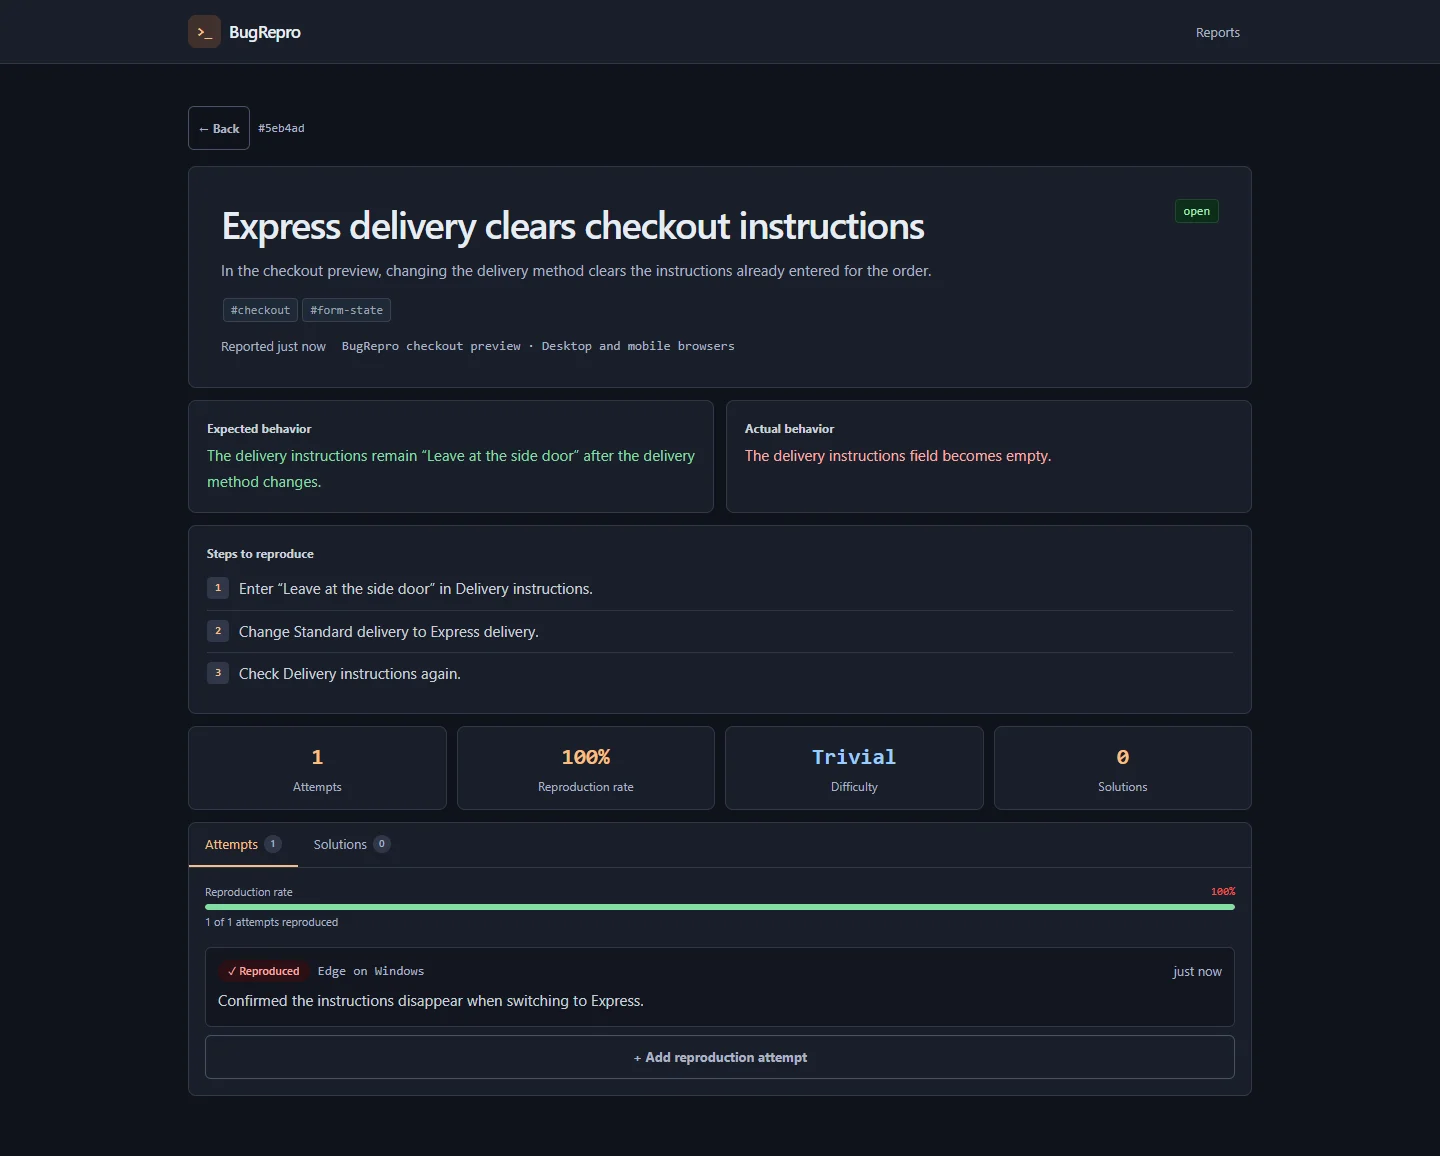 >_ BugRepro
Reports
← Back #5eb4ad
Express delivery clears checkout instructions
open
In the checkout preview, changing the delivery method clears the instructions already entered for the order.
#checkout #form-state
Reported just now BugRepro checkout preview · Desktop and mobile browsers
Expected behavior
The delivery instructions remain “Leave at the side door” after the delivery
method changes.
Actual behavior
The delivery instructions field becomes empty.
Steps to reproduce
1 Enter “Leave at the side door” in Delivery instructions.
2 Change Standard delivery to Express delivery.
3 Check Delivery instructions again.
1
Attempts
100%
Reproduction rate
Trivial
Difficulty
0
Solutions
Attempts 1 Solutions 0
Reproduction rate 100%
1 of 1 attempts reproduced
✓ Reproduced Edge on Windows just now
Confirmed the instructions disappear when switching to Express.
+ Add reproduction attempt